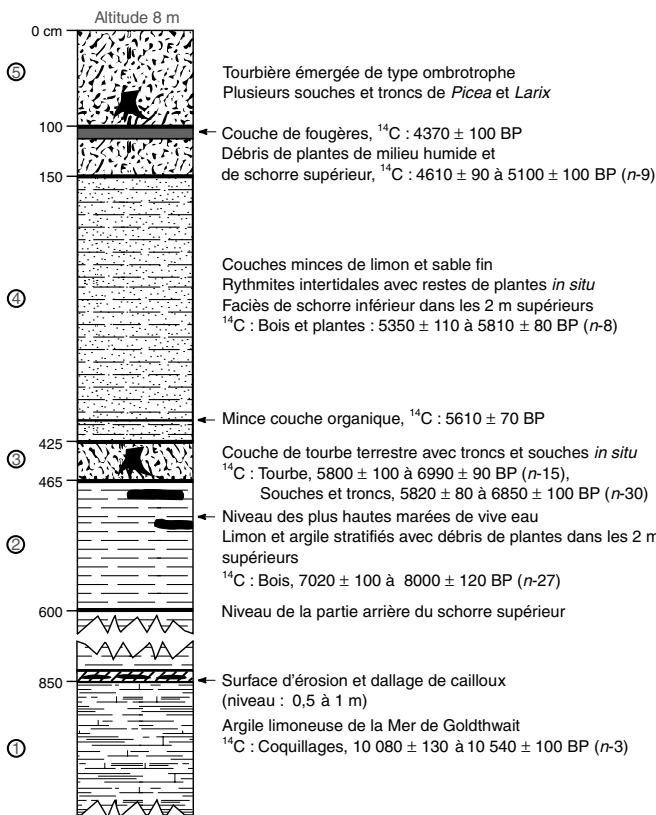 Altitude 8 m
0 cm
⑤
Tourbière émergée de type ombrotrophe
Plusieurs souches et troncs de Picea et Larix
100
Couche de fougères, ¹⁴C : 4370 ± 100 BP
Débris de plantes de milieu humide et
de schorre supérieur, ¹⁴C : 4610 ± 90 à 5100 ± 100 BP (n-9)
150
④
Couches minces de limon et sable fin
Rythmites intertidales avec restes de plantes in situ
Faciès de schorre inférieur dans les 2 m supérieurs
¹⁴C : Bois et plantes : 5350 ± 110 à 5810 ± 80 BP (n-8)
Mince couche organique, ¹⁴C : 5610 ± 70 BP
425
③
Couche de tourbe terrestre avec troncs et souches in situ
¹⁴C : Tourbe, 5800 ± 100 à 6990 ± 90 BP (n-15),
Souches et troncs, 5820 ± 80 à 6850 ± 100 BP (n-30)
465
Niveau des plus hautes marées de vive eau
②
Limon et argile stratifiés avec débris de plantes dans les 2 m
supérieurs
¹⁴C : Bois, 7020 ± 100 à 8000 ± 120 BP (n-27)
600
Niveau de la partie arrière du schorre supérieur
850
Surface d'érosion et dallage de cailloux
(niveau : 0,5 à 1 m)
①
Argile limoneuse de la Mer de Goldthwait
¹⁴C : Coquillages, 10 080 ± 130 à 10 540 ± 100 BP (n-3)